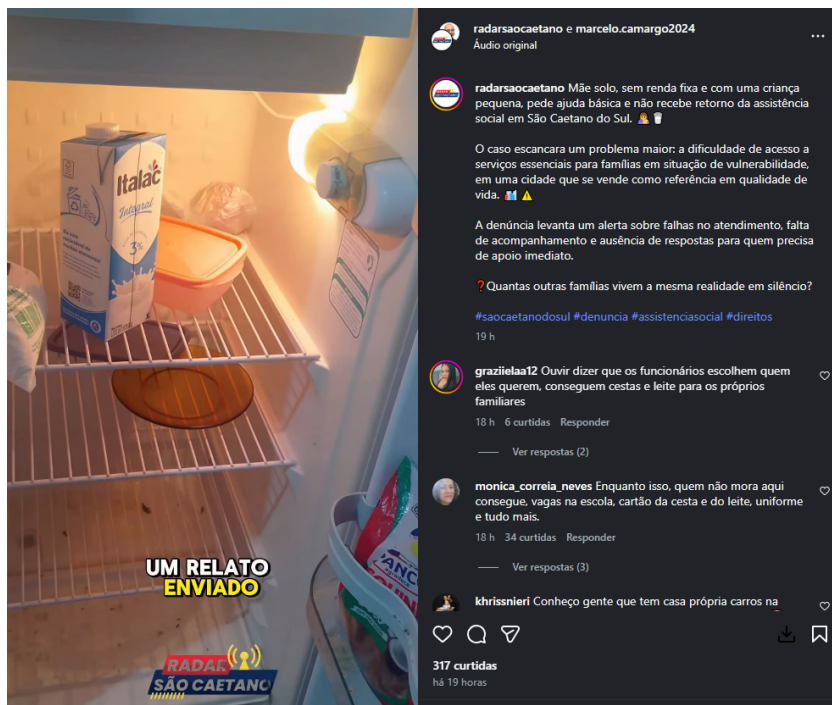 radarsaocaetano e marcelo.camargo2024
Áudio original
Italac
Integral
3%
UM RELATO
ENVIADO
RADAR
SÃO CAETANO
radarsaocaetano Mãe solo, sem renda fixa e com uma criança
pequena, pede ajuda básica e não recebe retorno da assistência
social em São Caetano do Sul. 🤷‍♀️🥛
O caso escancara um problema maior: a dificuldade de acesso a
serviços essenciais para famílias em situação de vulnerabilidade,
em uma cidade que se vende como referência em qualidade de
vida. 🏙️⚠️
A denúncia levanta um alerta sobre falhas no atendimento, falta
de acompanhamento e ausência de respostas para quem precisa
de apoio imediato.
❓Quantas outras famílias vivem a mesma realidade em silêncio?
#saocaetanodosul #denuncia #assistenciasocial #direitos
19 h
graziielaa12 Ouvir dizer que os funcionários escolhem quem
eles querem, conseguem cestas e leite para os próprios
familiares
18 h 6 curtidas Responder
Ver respostas (2)
monica_correia_neves Enquanto isso, quem não mora aqui
consegue, vagas na escola, cartão da cesta e do leite, uniforme
e tudo mais.
18 h 34 curtidas Responder
Ver respostas (3)
khrissnieri Conheço gente que tem casa própria carros na
317 curtidas
há 19 horas